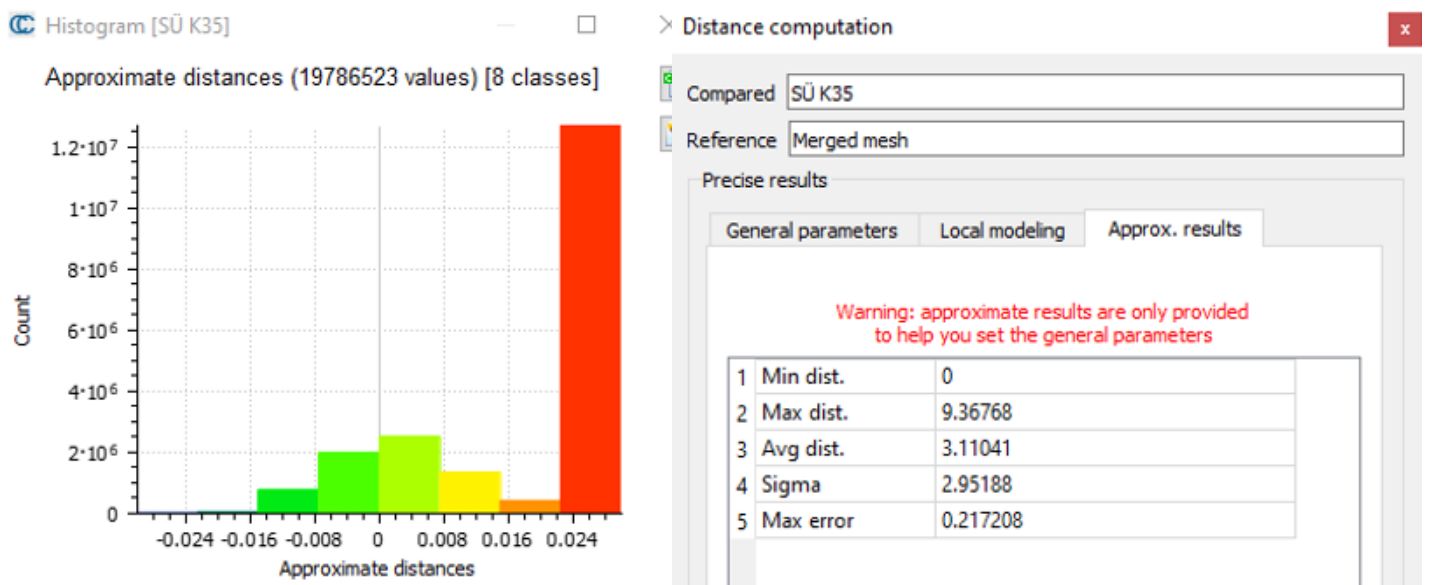 Histogram [SÜ K35]
Approximate distances (19786523 values) [8 classes]
1.2·10⁷
1·10⁷
8·10⁶
6·10⁶
4·10⁶
2·10⁶
0
Count
-0.024 -0.016 -0.008 0 0.008 0.016 0.024
Approximate distances
Distance computation
x
Compared SÜ K35
Reference Merged mesh
Precise results
General parameters Local modeling Approx. results
Warning: approximate results are only provided
to help you set the general parameters
1 Min dist. 0
2 Max dist. 9.36768
3 Avg dist. 3.11041
4 Sigma 2.95188
5 Max error 0.217208